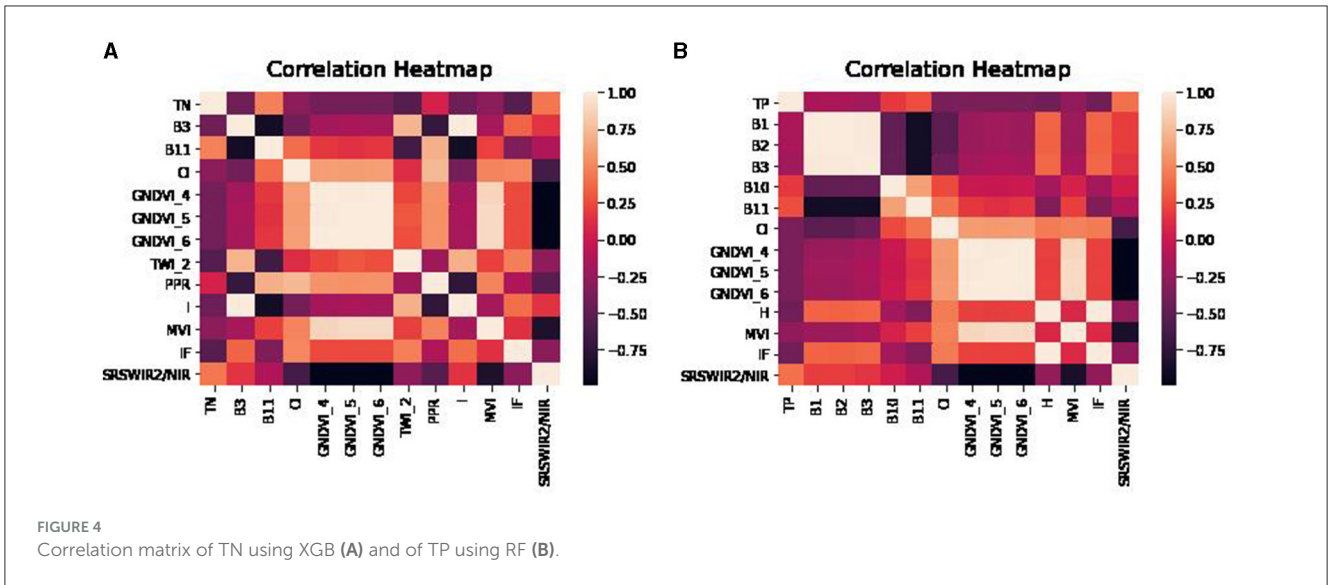 A
Correlation Heatmap
TN
B3
B11
CI
GNDVI_4
GNDVI_5
GNDVI_6
TWI_2
PPR
I
MVI
IF
SRSWIR2/NIR
TN
B3
B11
CI
GNDVI_4
GNDVI_5
GNDVI_6
TWI_2
PPR
I
MVI
IF
SRSWIR2/NIR
1.00
0.75
0.50
0.25
0.00
−0.25
−0.50
−0.75
B
Correlation Heatmap
TP
B1
B2
B3
B10
B11
CI
GNDVI_4
GNDVI_5
GNDVI_6
H
MVI
IF
SRSWIR2/NIR
TP
B1
B2
B3
B10
B11
CI
GNDVI_4
GNDVI_5
GNDVI_6
H
MVI
IF
SRSWIR2/NIR
1.00
0.75
0.50
0.25
0.00
−0.25
−0.50
−0.75
FIGURE 4
Correlation matrix of TN using XGB (A) and of TP using RF (B).